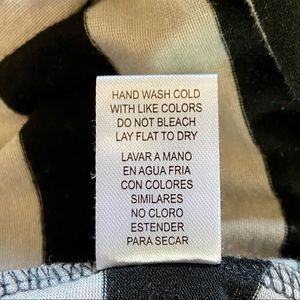 HAND WASH COLD
WITH LIKE COLORS
DO NOT BLEACH
LAY FLAT TO DRY
LAVAR A MANO
EN AGUA FRIA
CON COLORES
SIMILARES
NO CLORO
ESTENDER
PARA SECAR